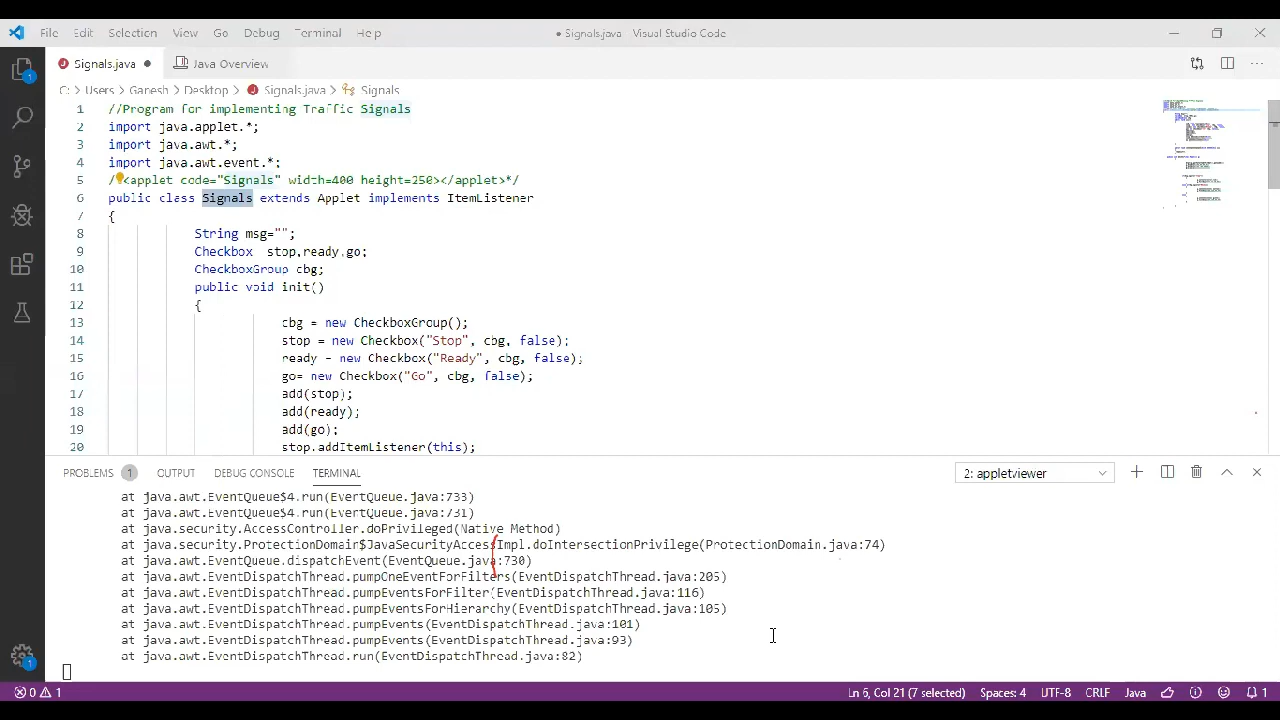 File Edit Selection View Go Debug Terminal Help
● Signals.java - Visual Studio Code
Signals.java ●
Java Overview
C: > Users > Ganesh > Desktop > Signals.java > Signals
1 //Program for implementing Traffic Signals
2 import java.applet.*;
3 import java.awt.*;
4 import java.awt.event.*;
5 /*<applet code="Signals" width=400 height=250></applet>*/
6 public class Signals extends Applet implements ItemListener
7 {
8 String msg="";
9 Checkbox stop,ready,go;
10 CheckboxGroup cbg;
11 public void init()
12 {
13 cbg = new CheckboxGroup();
14 stop = new Checkbox("Stop", cbg, false);
15 ready = new Checkbox("Ready", cbg, false);
16 go= new Checkbox("Go", cbg, false);
17 add(stop);
18 add(ready);
19 add(go);
20 stop.addItemListener(this);
PROBLEMS 1 OUTPUT DEBUG CONSOLE TERMINAL
2: appletviewer
at java.awt.EventQueue$4.run(EventQueue.java:733)
at java.awt.EventQueue$4.run(EventQueue.java:731)
at java.security.AccessController.doPrivileged(Native Method)
at java.security.ProtectionDomain$JavaSecurityAccessImpl.doIntersectionPrivilege(ProtectionDomain.java:74)
at java.awt.EventQueue.dispatchEvent(EventQueue.java:730)
at java.awt.EventDispatchThread.pumpOneEventForFilters(EventDispatchThread.java:205)
at java.awt.EventDispatchThread.pumpEventsForFilter(EventDispatchThread.java:116)
at java.awt.EventDispatchThread.pumpEventsForHierarchy(EventDispatchThread.java:105)
at java.awt.EventDispatchThread.pumpEvents(EventDispatchThread.java:101)
at java.awt.EventDispatchThread.pumpEvents(EventDispatchThread.java:93)
at java.awt.EventDispatchThread.run(EventDispatchThread.java:82)
0 1
Ln 6, Col 21 (7 selected) Spaces: 4 UTF-8 CRLF Java 1